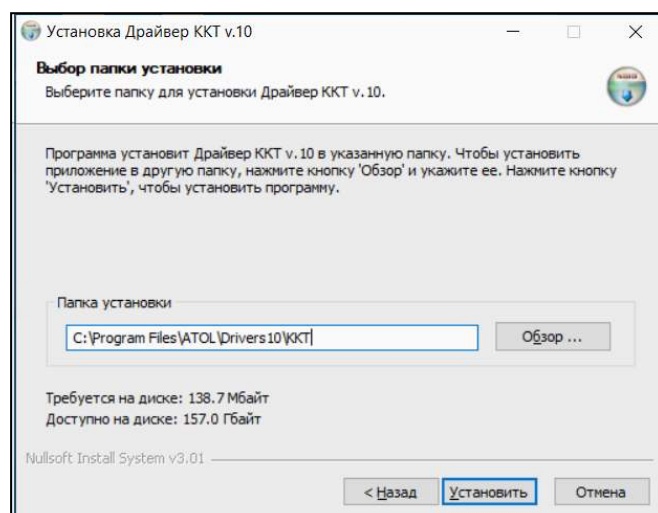 Установка Драйвер ККТ v.10
Выбор папки установки
Выберите папку для установки Драйвер ККТ v.10.
Программа установит Драйвер ККТ v.10 в указанную папку. Чтобы установить
приложение в другую папку, нажмите кнопку 'Обзор' и укажите ее. Нажмите кнопку
'Установить', чтобы установить программу.
Папка установки
C:\Program Files\ATOL\Drivers10\KKT
Обзор ...
Требуется на диске: 138.7 Мбайт
Доступно на диске: 157.0 Гбайт
Nullsoft Install System v3.01
< Назад Установить Отмена